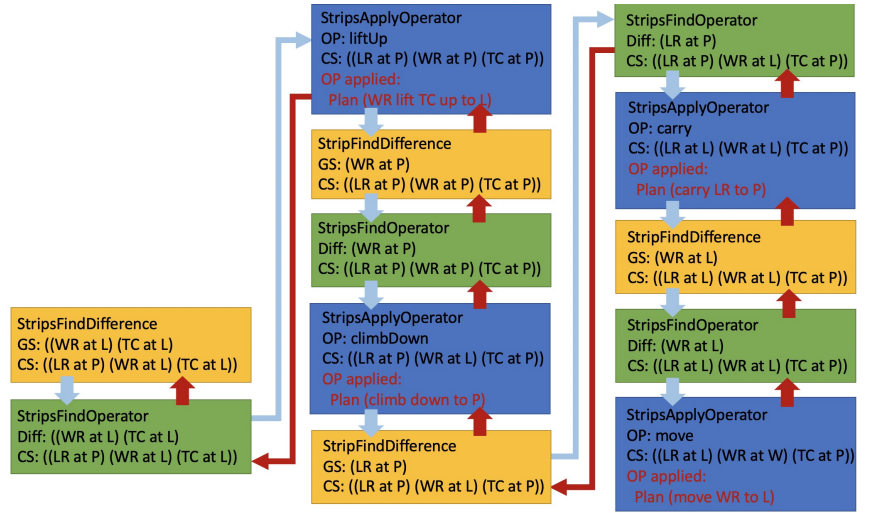 StripsFindDifference
GS: ((WR at L) (TC at L)
CS: ((LR at P) (WR at L) (TC at L))
StripsFindOperator
Diff: ((WR at L) (TC at L)
CS: ((LR at P) (WR at L) (TC at L))
StripsApplyOperator
OP: liftUp
CS: ((LR at P) (WR at P) (TC at P))
OP applied:
Plan (WR lift TC up to L)
StripFindDifference
GS: (WR at P)
CS: ((LR at P) (WR at P) (TC at P))
StripsFindOperator
Diff: (WR at P)
CS: ((LR at P) (WR at P) (TC at P))
StripsApplyOperator
OP: climbDown
CS: ((LR at P) (WR at L) (TC at P))
OP applied:
Plan (climb down to P)
StripFindDifference
GS: (LR at P)
CS: ((LR at P) (WR at L) (TC at P))
StripsFindOperator
Diff: (LR at P)
CS: ((LR at P) (WR at L) (TC at P))
StripsApplyOperator
OP: carry
CS: ((LR at L) (WR at L) (TC at P))
OP applied:
Plan (carry LR to P)
StripFindDifference
GS: (WR at L)
CS: ((LR at L) (WR at L) (TC at P))
StripsFindOperator
Diff: (WR at L)
CS: ((LR at L) (WR at L) (TC at P))
StripsApplyOperator
OP: move
CS: ((LR at L) (WR at W) (TC at P))
OP applied:
Plan (move WR to L)